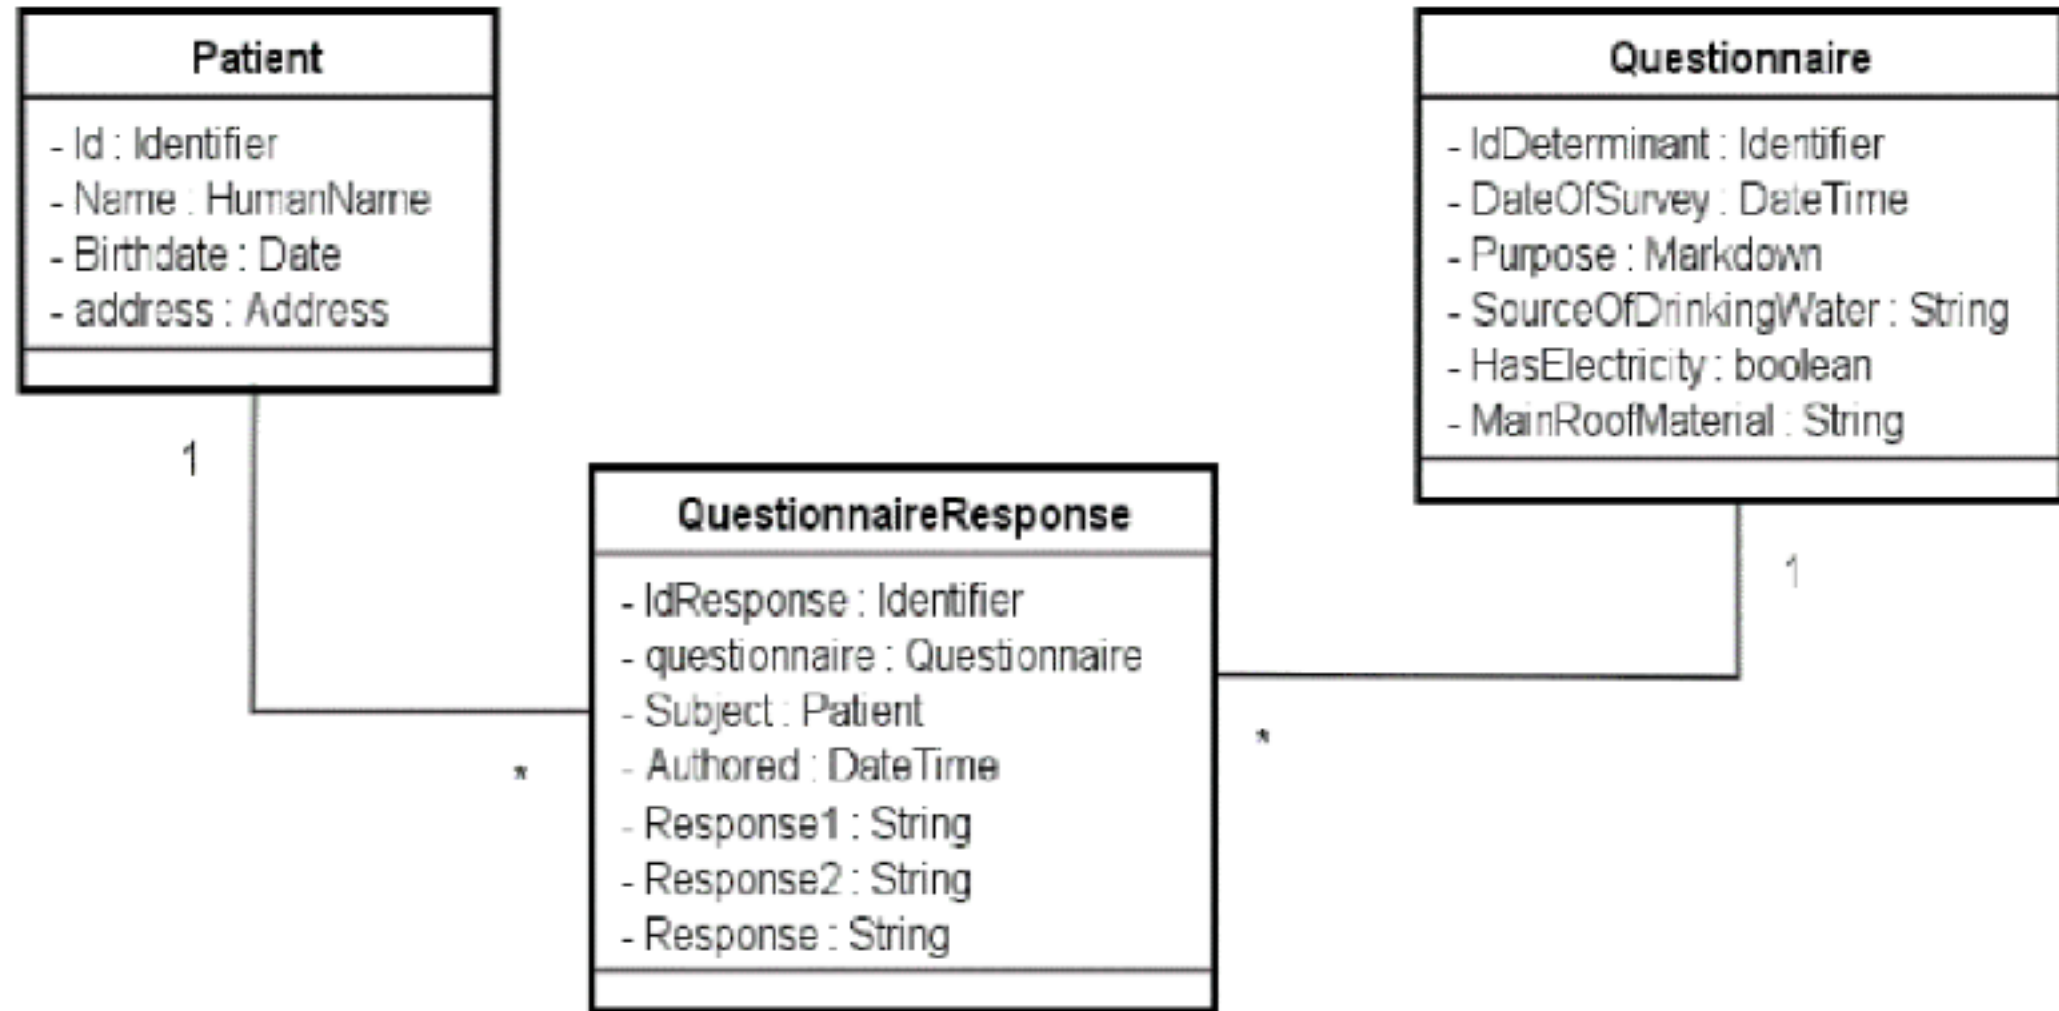 Patient
- Id : Identifier
- Name : HumanName
- Birthdate : Date
- address : Address
1
*
Questionnaire
- IdDeterminant : Identifier
- DateOfSurvey : DateTime
- Purpose : Markdown
- SourceOfDrinkingWater : String
- HasElectricity : boolean
- MainRoofMaterial : String
1
*
QuestionnaireResponse
- IdResponse : Identifier
- questionnaire : Questionnaire
- Subject : Patient
- Authored : DateTime
- Response1 : String
- Response2 : String
- Response : String